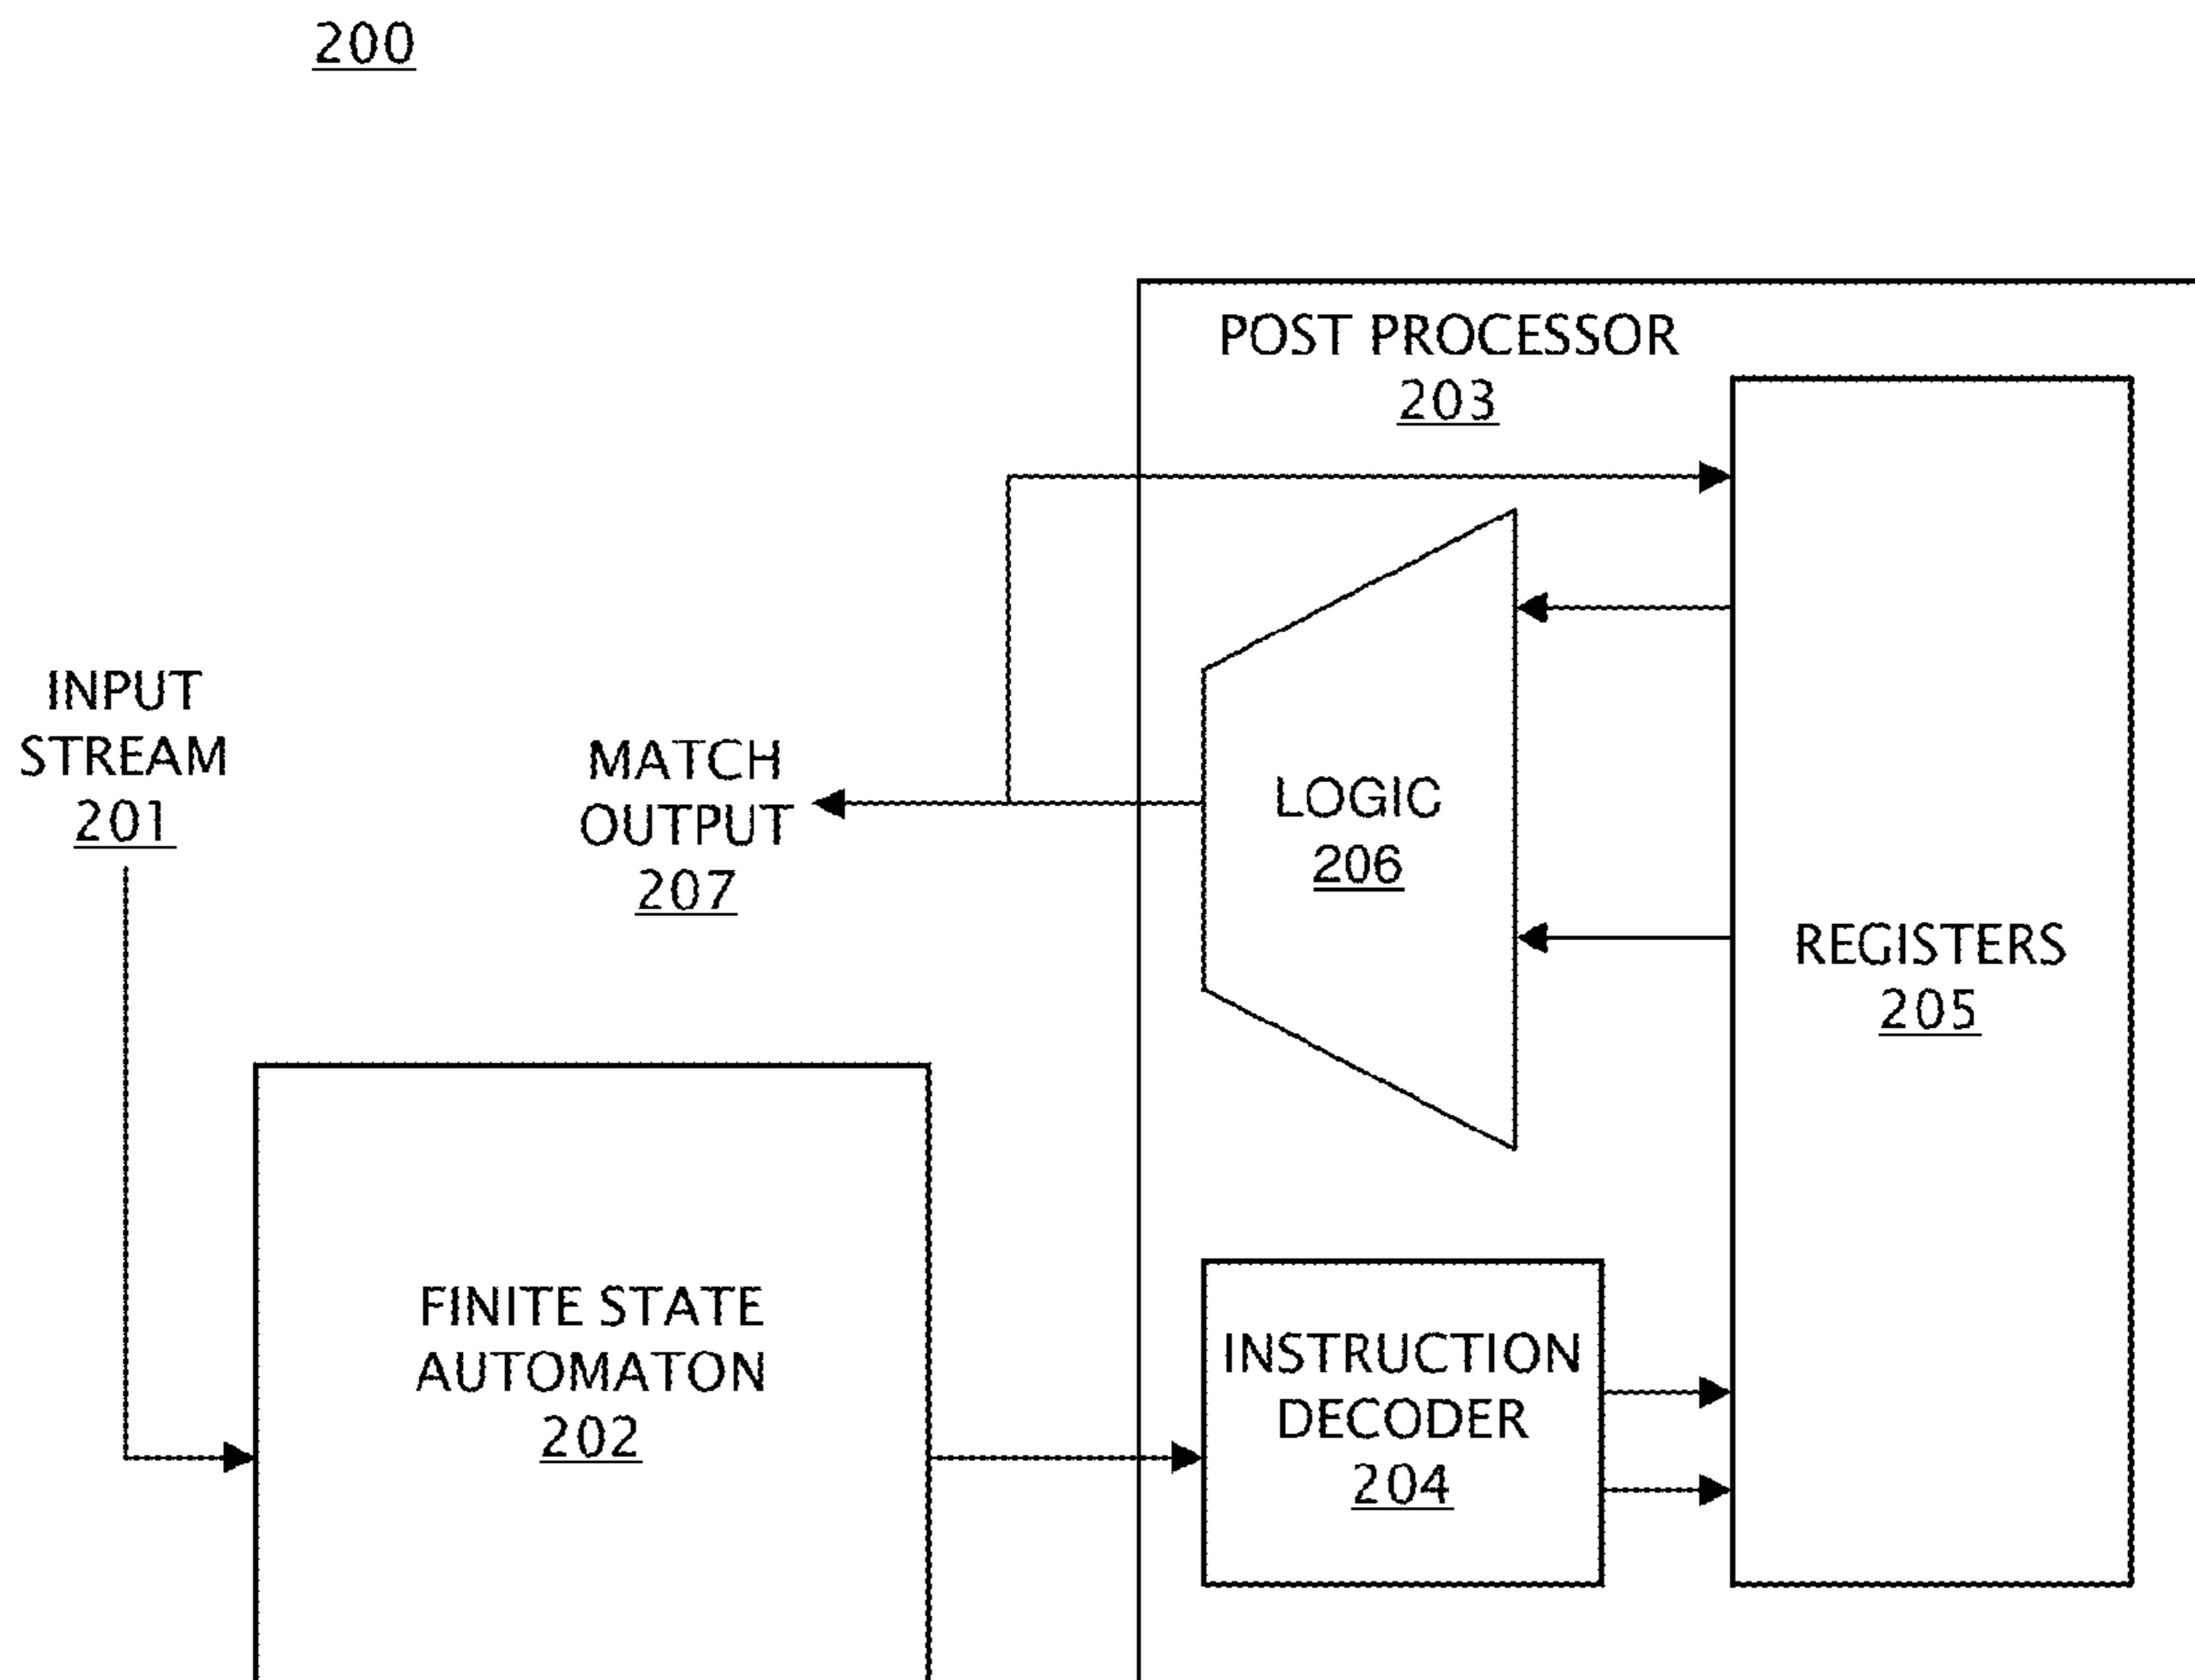 200
POST PROCESSOR
203
INPUT
STREAM
201
MATCH
OUTPUT
207
LOGIC
206
REGISTERS
205
FINITE STATE
AUTOMATON
202
INSTRUCTION
DECODER
204